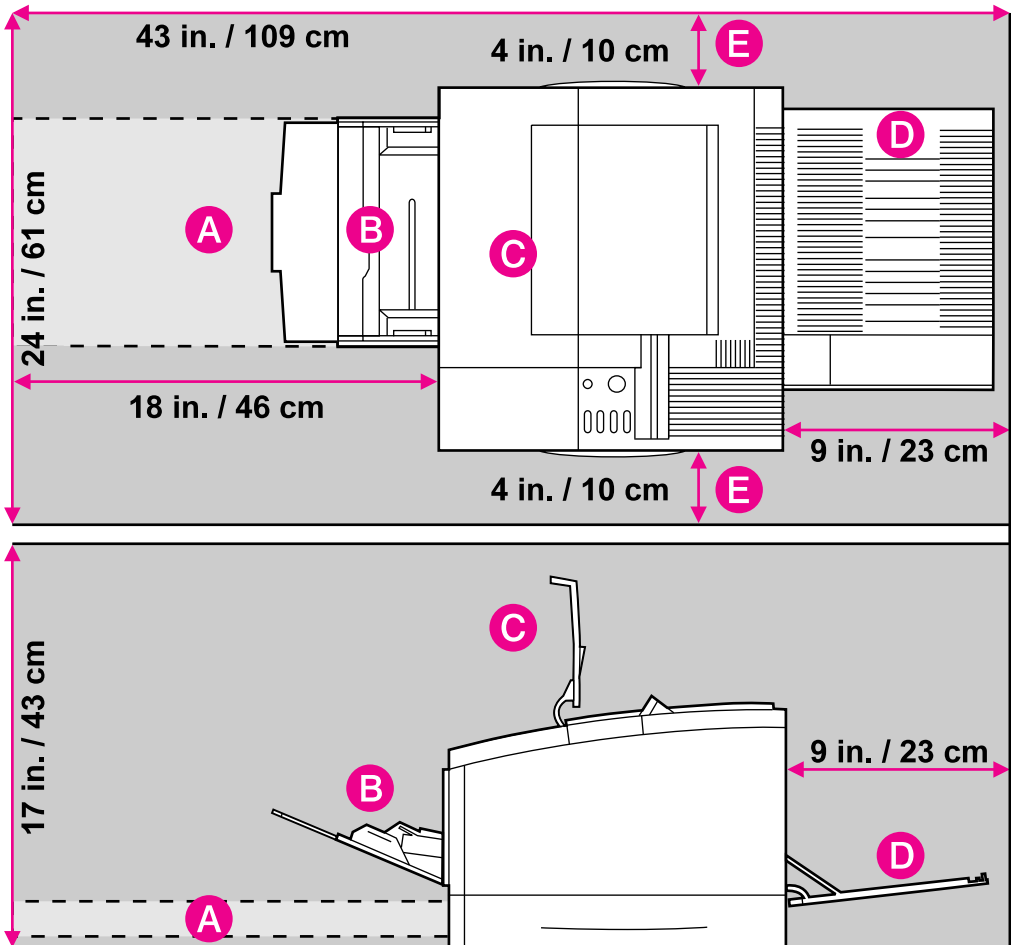 43 in. / 109 cm
4 in. / 10 cm
E
D
A
B
C
24 in. / 61 cm
18 in. / 46 cm
9 in. / 23 cm
4 in. / 10 cm
E
C
17 in. / 43 cm
9 in. / 23 cm
B
D
A